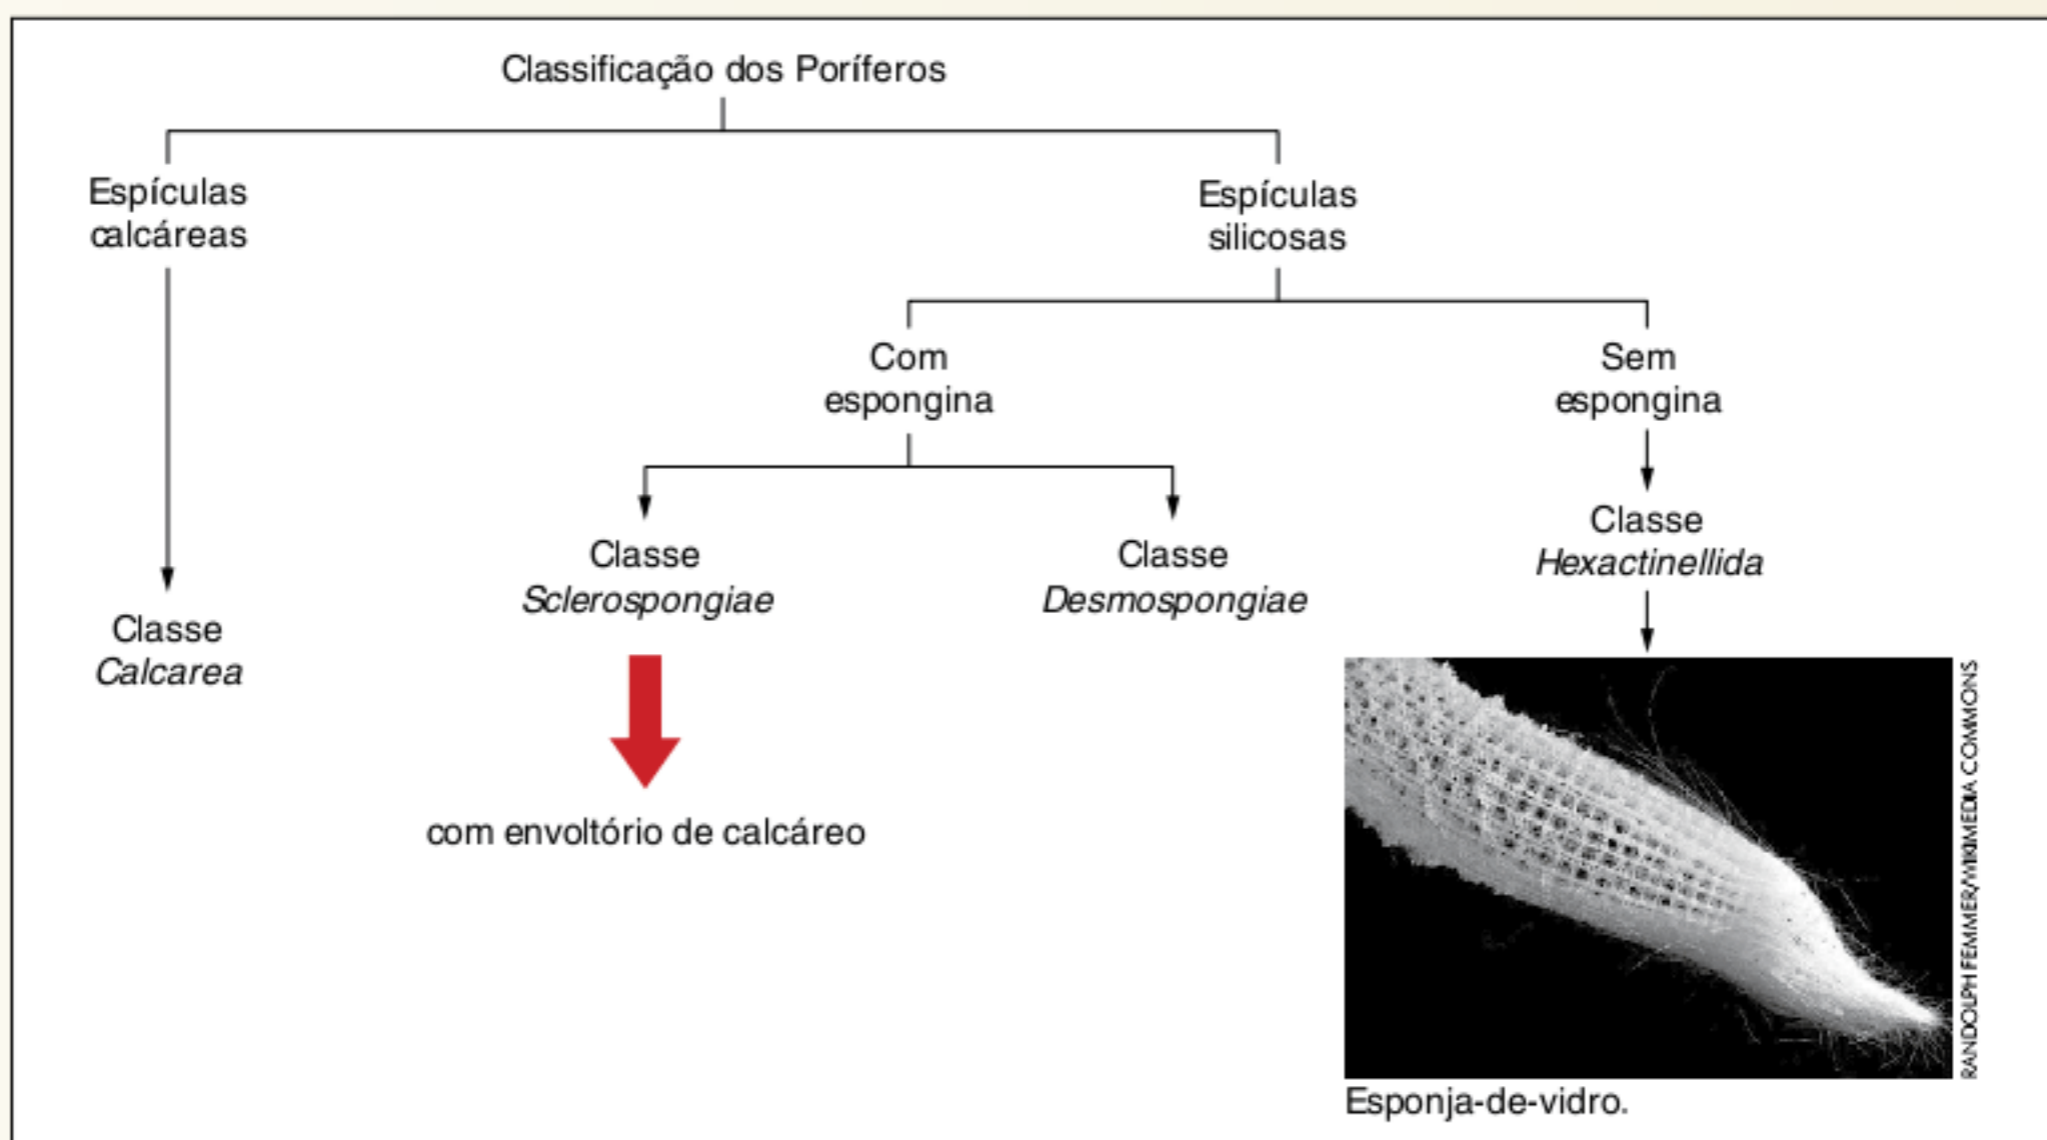 Classificação dos Poríferos
Espículas
calcáreas
Espículas
silicosas
Com
espongina
Sem
espongina
Classe
Sclerospongiae
Classe
Desmospongiae
Classe
Hexactinellida
Classe
Calcarea
com envoltório de calcáreo
RANDOLPH FEMMER/WIKIMEDIA COMMONS
Esponja-de-vidro.